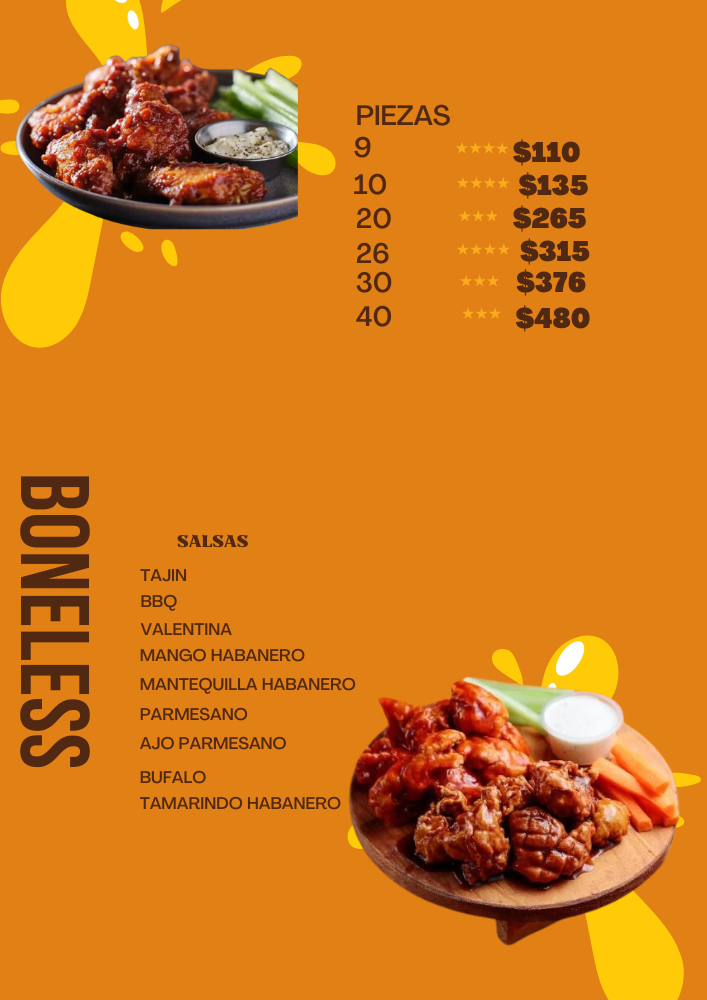 PIEZAS
9 ★★★★ $110
10 ★★★★ $135
20 ★★★ $265
26 ★★★★ $315
30 ★★★ $376
40 ★★★ $480
BONELESS
SALSAS
TAJIN
BBQ
VALENTINA
MANGO HABANERO
MANTEQUILLA HABANERO
PARMESANO
AJO PARMESANO
BUFALO
TAMARINDO HABANERO